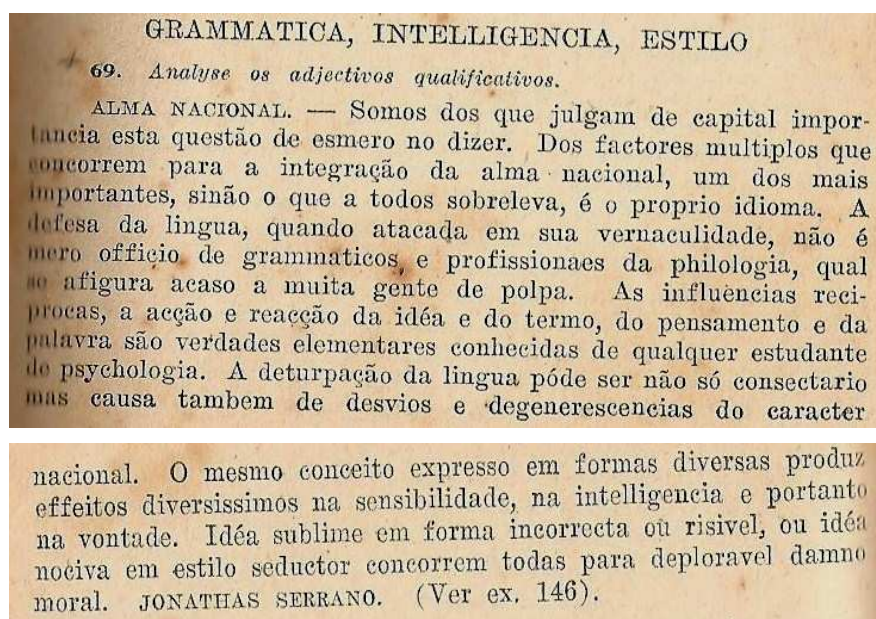 GRAMMATICA, INTELLIGENCIA, ESTILO
69. Analyse os adjectivos qualificativos.
ALMA NACIONAL. — Somos dos que julgam de capital impor-
tancia esta questão de esmero no dizer. Dos factores multiplos que
concorrem para a integração da alma nacional, um dos mais
importantes, sinão o que a todos sobreleva, é o proprio idioma. A
defesa da lingua, quando atacada em sua vernaculidade, não é
mero officio de grammaticos, e profissionaes da philologia, qual
se afigura acaso a muita gente de polpa. As influencias reci-
procas, a acção e reacção da idéa e do termo, do pensamento e da
palavra são verdades elementares conhecidas de qualquer estudante
de psychologia. A deturpação da lingua póde ser não só consectario
mas causa tambem de desvios e degenerescencias do caracter
nacional. O mesmo conceito expresso em formas diversas produz
effeitos diversissimos na sensibilidade, na intelligencia e portanto
na vontade. Idéa sublime em forma incorrecta ou risivel, ou idéa
nociva em estilo seductor concorrem todas para deploravel damno
moral. JONATHAS SERRANO. (Ver ex. 146).